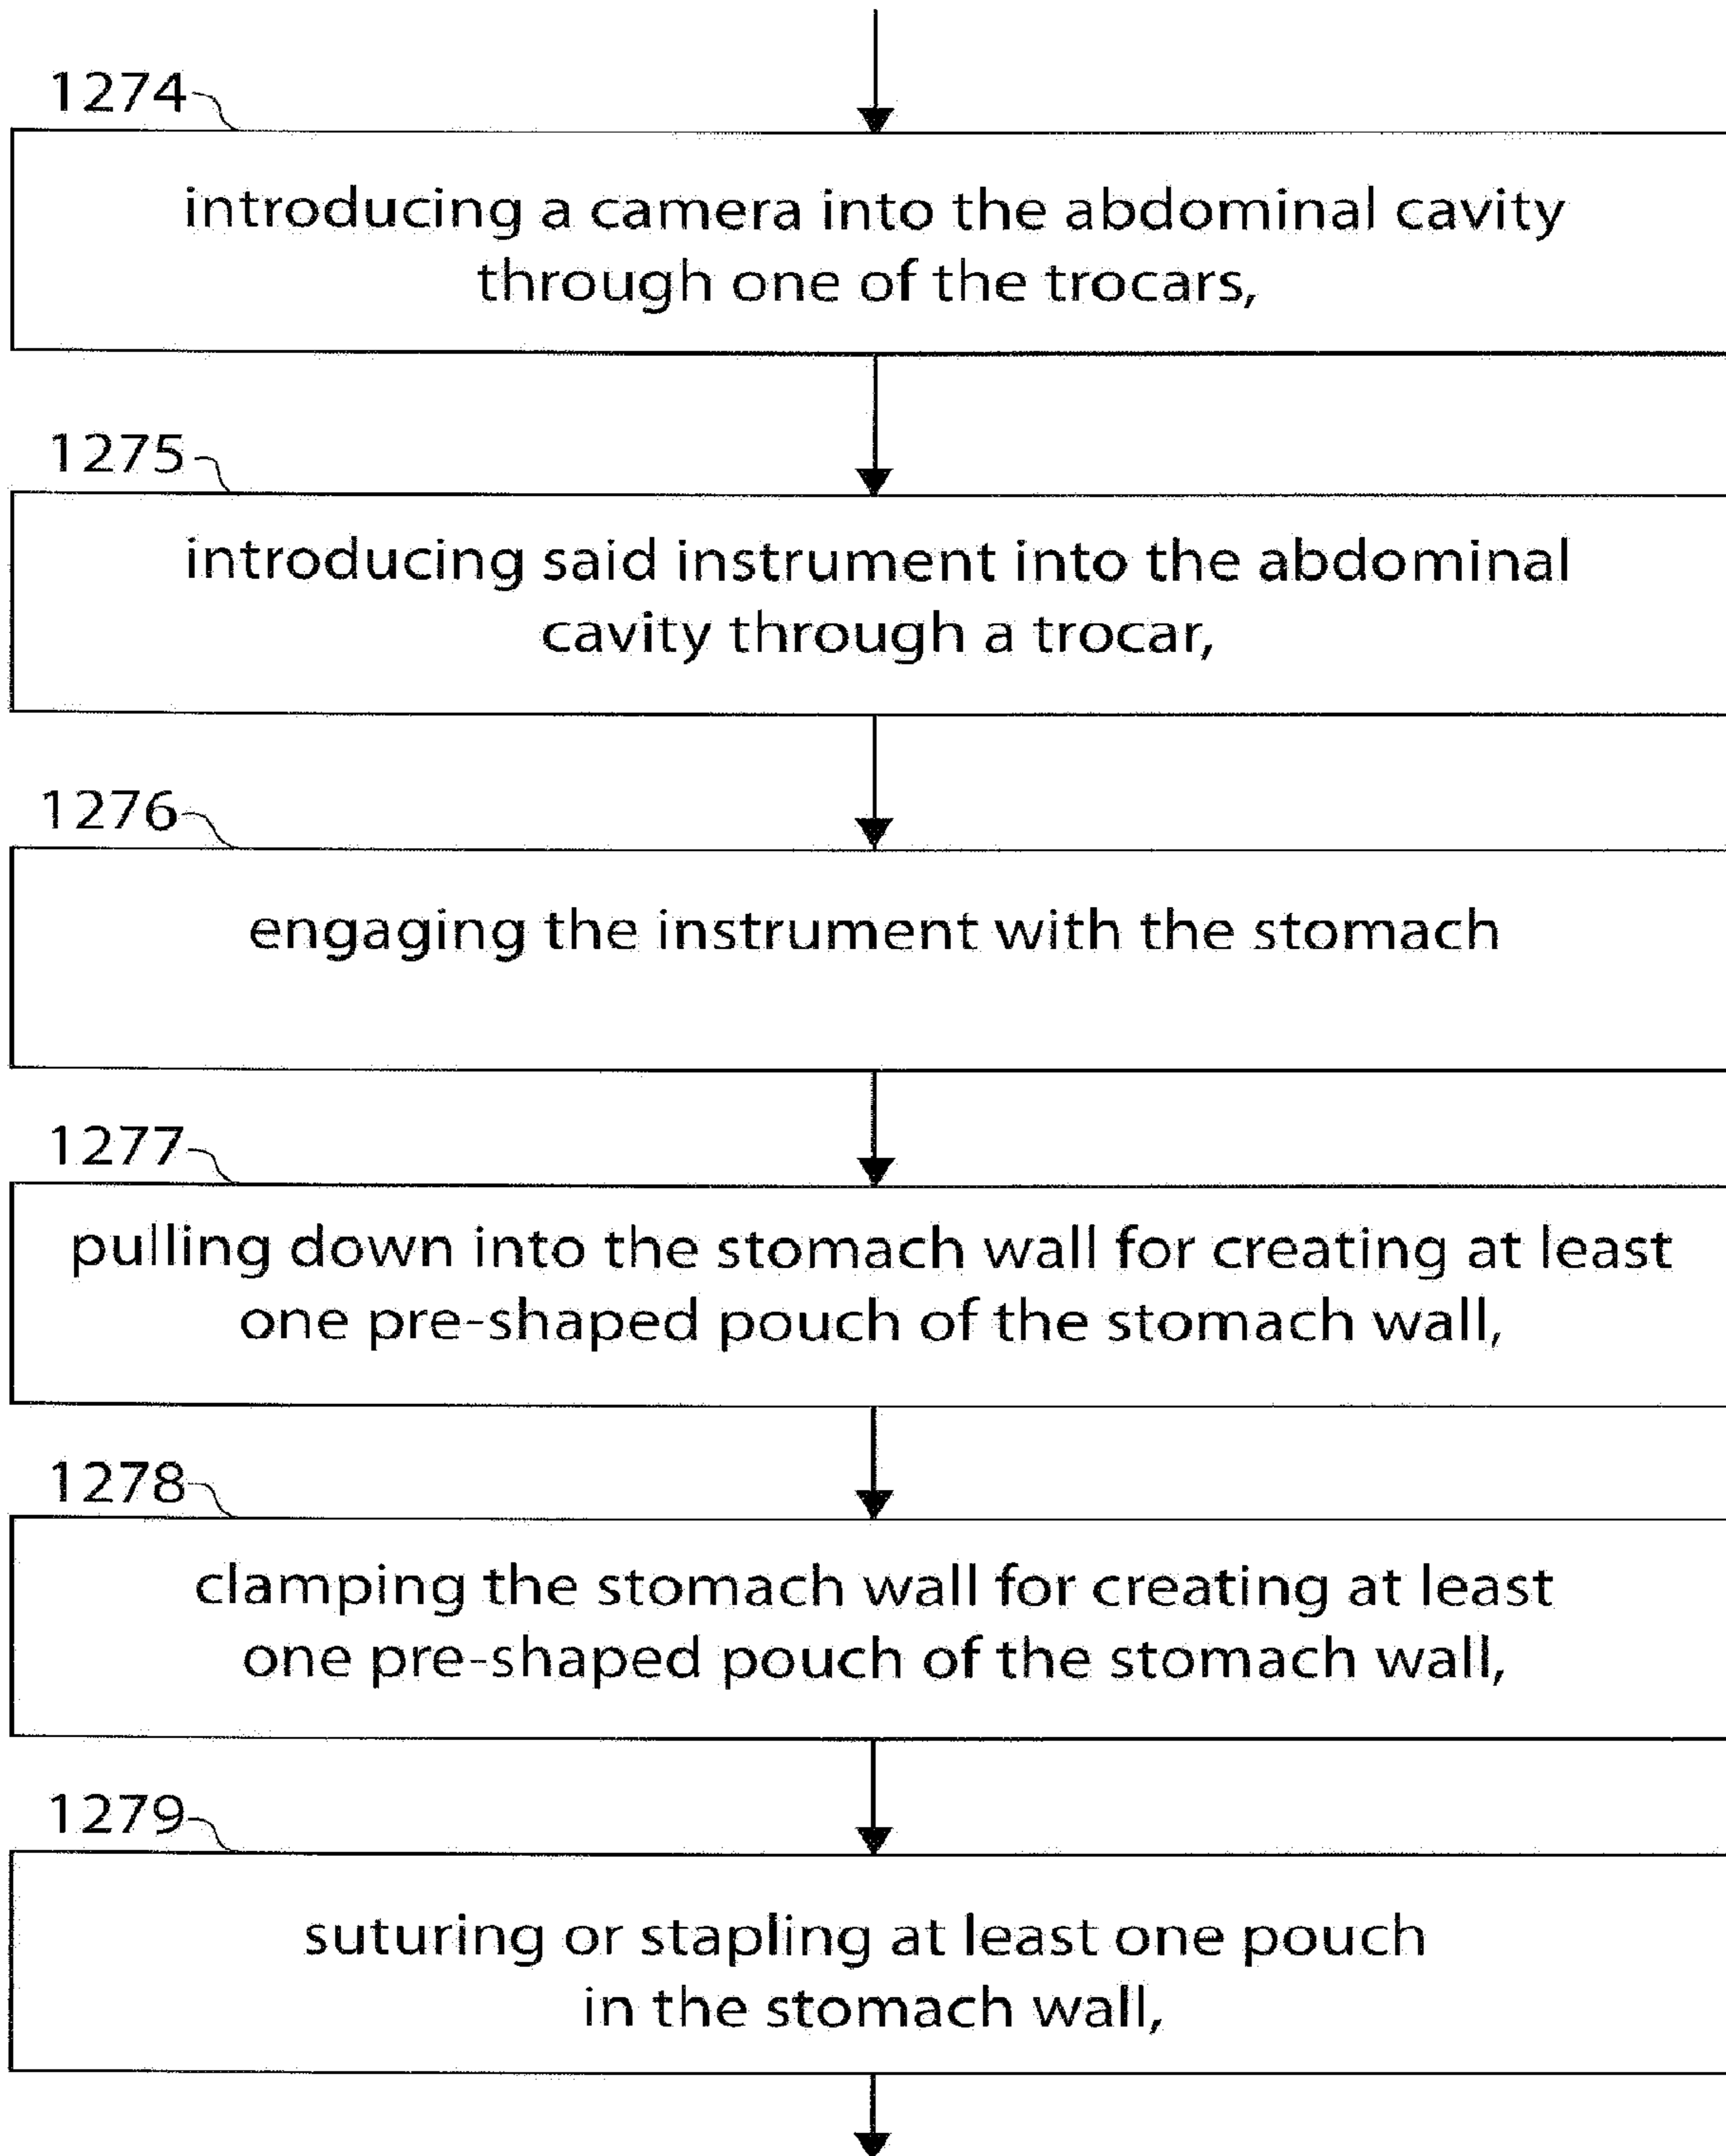 1274
introducing a camera into the abdominal cavity
through one of the trocars,
1275
introducing said instrument into the abdominal
cavity through a trocar,
1276
engaging the instrument with the stomach
1277
pulling down into the stomach wall for creating at least
one pre-shaped pouch of the stomach wall,
1278
clamping the stomach wall for creating at least
one pre-shaped pouch of the stomach wall,
1279
suturing or stapling at least one pouch
in the stomach wall,